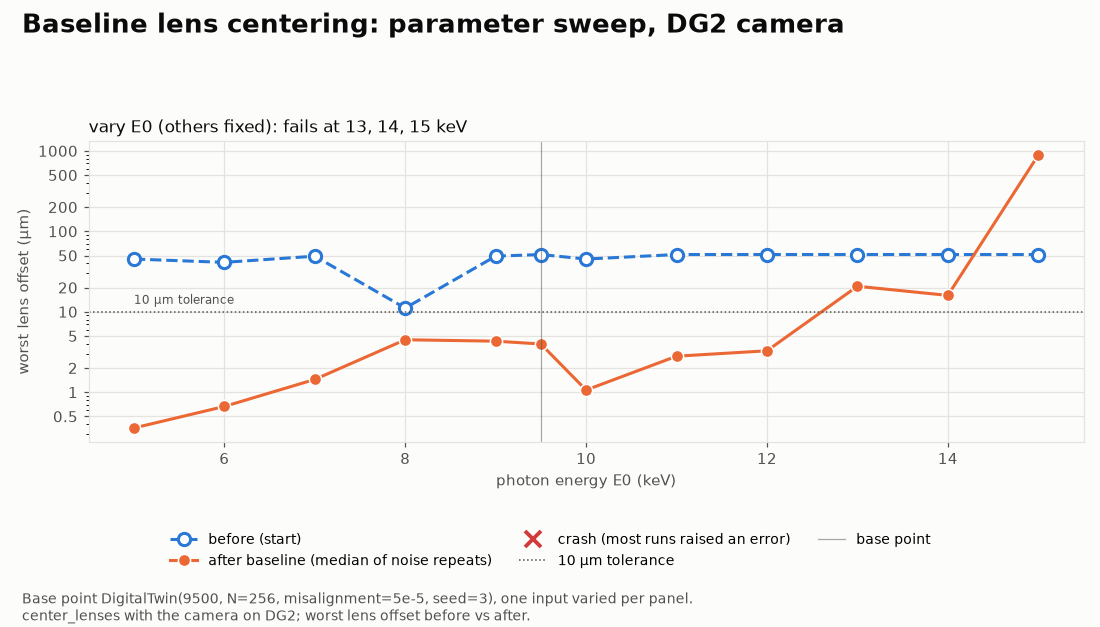 Baseline lens centering: parameter sweep, DG2 camera
vary E0 (others fixed): fails at 13, 14, 15 keV
worst lens offset (μm)
1000
500
200
100
50
20
10
5
2
1
0.5
10 μm tolerance
6
8
10
12
14
photon energy E0 (keV)
before (start)
after baseline (median of noise repeats)
crash (most runs raised an error)
10 μm tolerance
base point
Base point DigitalTwin(9500, N=256, misalignment=5e-5, seed=3), one input varied per panel.
center_lenses with the camera on DG2; worst lens offset before vs after.